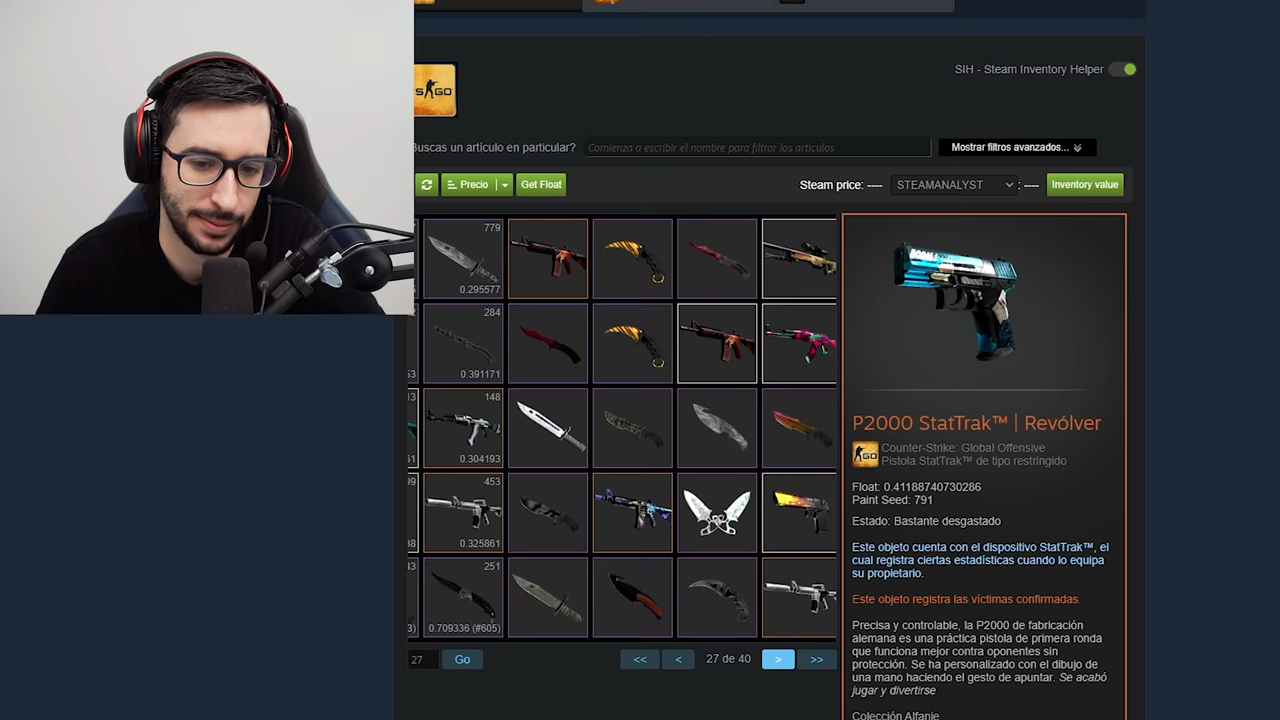 SIH - Steam Inventory Helper
S GO
Buscas un artículo en particular?
Comienza a escribir el nombre para filtrar los artículos
Mostrar filtros avanzados...
Precio
Get Float
Steam price: ----
STEAMANALYST
: ----
Inventory value
779
0.295577
284
53
0.391171
148
0.304193
453
0.325861
251
0.709336 (#605)
27
Go
<<
<
27 de 40
>
>>
P2000 StatTrak™ | Revólver
GO
Counter-Strike: Global Offensive
Pistola StatTrak™ de tipo restringido
Float: 0.41188740730286
Paint Seed: 791
Estado: Bastante desgastado
Este objeto cuenta con el dispositivo StatTrak™, el
cual registra ciertas estadísticas cuando lo equipa
su propietario.
Este objeto registra las víctimas confirmadas.
Precisa y controlable, la P2000 de fabricación
alemana es una práctica pistola de primera ronda
que funciona mejor contra oponentes sin
protección. Se ha personalizado con el dibujo de
una mano haciendo el gesto de apuntar. Se acabó
jugar y divertirse
Colección Alfanje